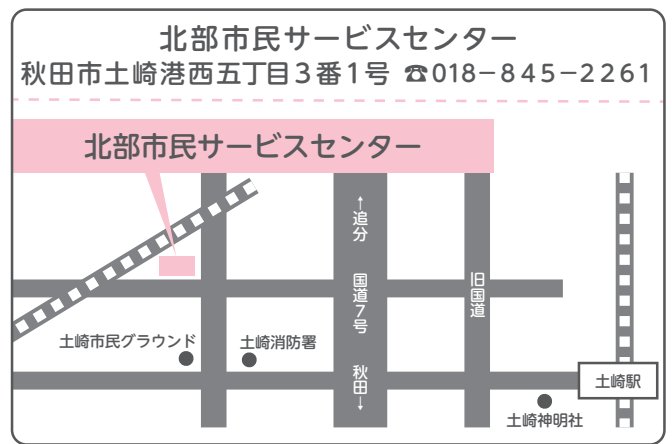 北部市民サービスセンター
秋田市土崎港西五丁目3番1号 ☎018−845−2261
北部市民サービスセンター
←追分
国道7号
秋田→
旧国道
土崎市民グラウンド
土崎消防署
土崎駅
土崎神明社